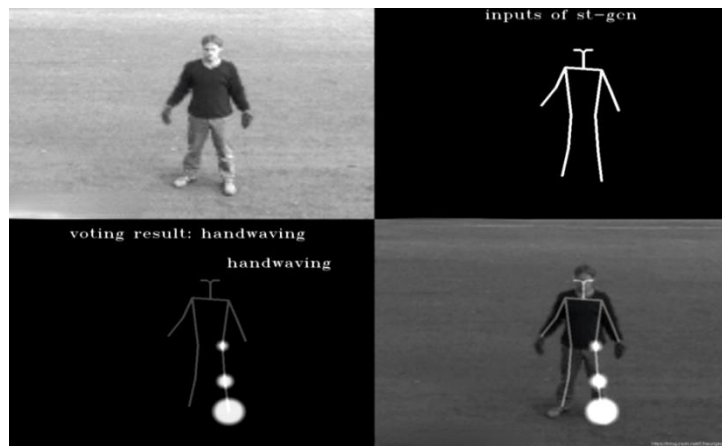 inputs of st-gcn
voting result: handwaving
handwaving